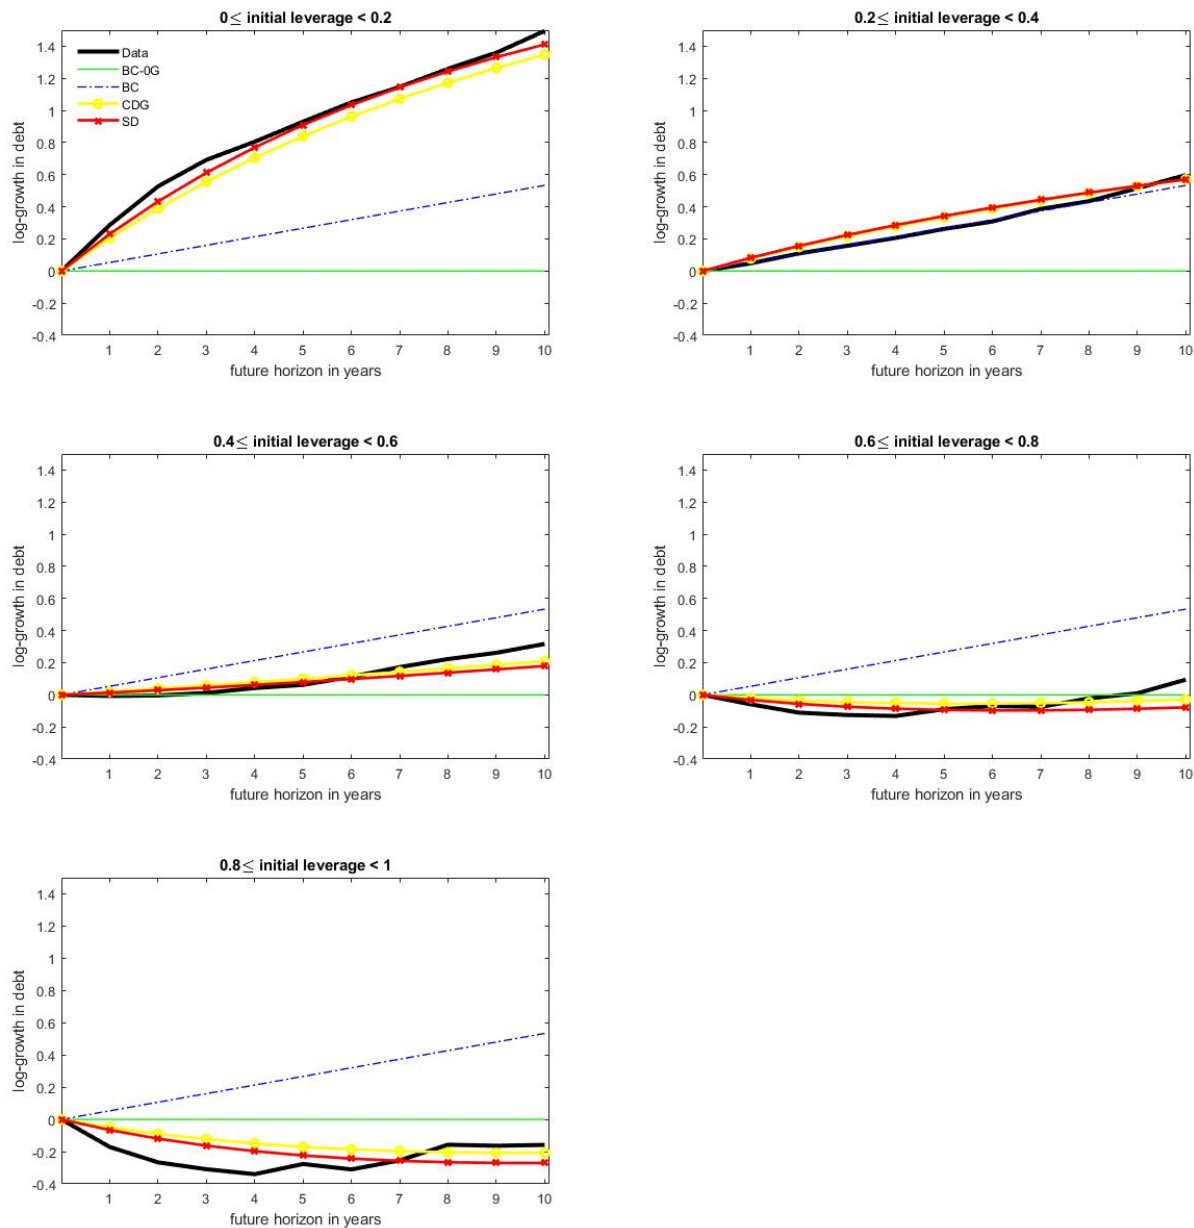 0≤ initial leverage < 0.2
1.4
1.2
1
0.8
0.6
0.4
0.2
0
-0.2
-0.4
log-growth in debt
Data
BC-0G
BC
CDG
SD
1 2 3 4 5 6 7 8 9 10
future horizon in years
0.2≤ initial leverage < 0.4
1.4
1.2
1
0.8
0.6
0.4
0.2
0
-0.2
-0.4
log-growth in debt
1 2 3 4 5 6 7 8 9 10
future horizon in years
0.4≤ initial leverage < 0.6
1.4
1.2
1
0.8
0.6
0.4
0.2
0
-0.2
-0.4
log-growth in debt
1 2 3 4 5 6 7 8 9 10
future horizon in years
0.6≤ initial leverage < 0.8
1.4
1.2
1
0.8
0.6
0.4
0.2
0
-0.2
-0.4
log-growth in debt
1 2 3 4 5 6 7 8 9 10
future horizon in years
0.8≤ initial leverage < 1
1.4
1.2
1
0.8
0.6
0.4
0.2
0
-0.2
-0.4
log-growth in debt
1 2 3 4 5 6 7 8 9 10
future horizon in years